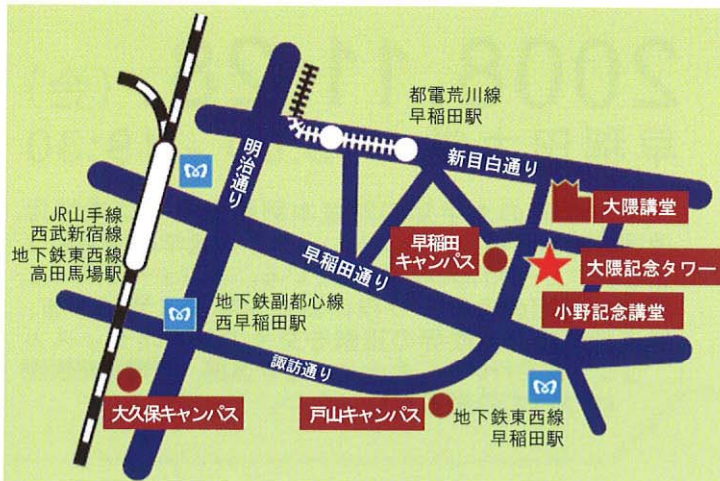 都電荒川線
早稲田駅
新目白通り
明治通り
大隈講堂
JR山手線
西武新宿線
地下鉄東西線
高田馬場駅
早稲田通り
早稲田
キャンパス
大隈記念タワー
小野記念講堂
地下鉄副都心線
西早稲田駅
諏訪通り
大久保キャンパス
戸山キャンパス
地下鉄東西線
早稲田駅